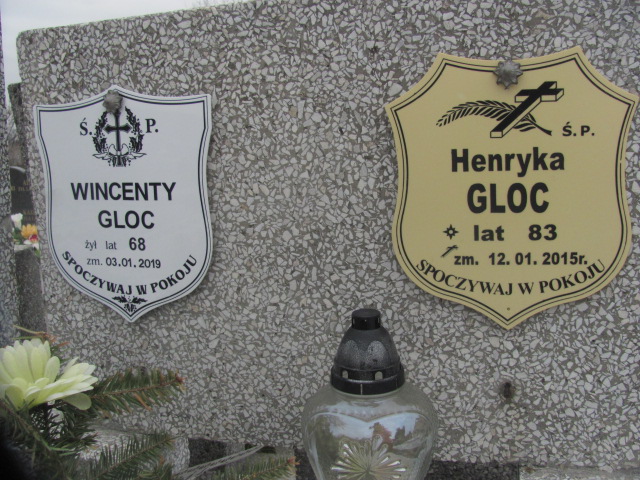 Ś. P.
WINCENTY
GLOC
żył lat 68
zm. 03.01.2019
SPOCZYWAJ W POKOJU
Ś.P.
Henryka
GLOC
lat 83
zm. 12.01.2015r.
SPOCZYWAJ W POKOJU